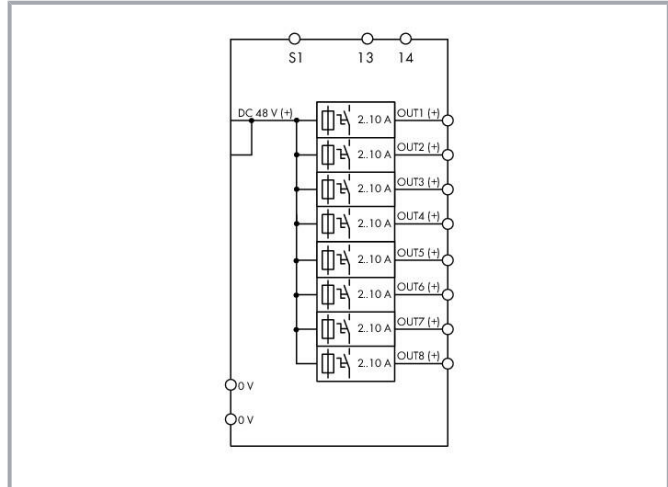 S1 13 14
DC 48 V (+) 2..10 A OUT1 (+)
2..10 A OUT2 (+)
2..10 A OUT3 (+)
2..10 A OUT4 (+)
2..10 A OUT5 (+)
2..10 A OUT6 (+)
2..10 A OUT7 (+)
2..10 A OUT8 (+)
0 V
0 V